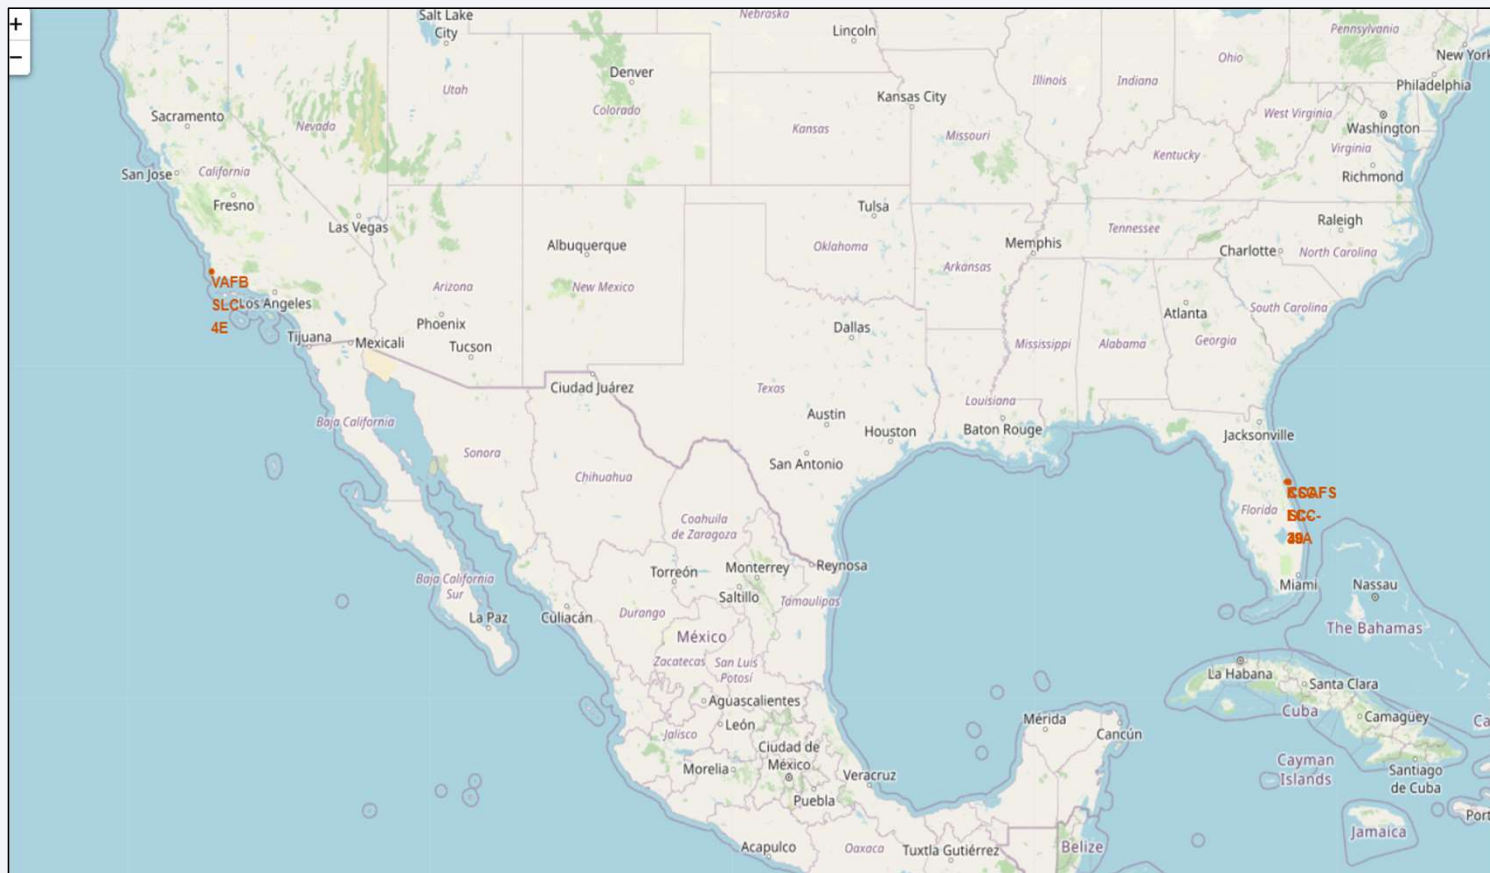 +
−
Salt Lake
City
Nebraska
Lincoln
Pennsylvania
New York
Ohio
Illinois
Indiana
Denver
Utah
Colorado
Kansas City
Philadelphia
Sacramento
Nevada
Kansas
Missouri
West Virginia
Washington
Virginia
Kentucky
San Jose
California
Richmond
Fresno
Las Vegas
Tulsa
Raleigh
Tennessee
Albuquerque
Oklahoma
Memphis
Charlotte
North Carolina
Arkansas
VAFB
SLC-
4E
Los Angeles
Arizona
New Mexico
South Carolina
Phoenix
Dallas
Atlanta
Tijuana
Mexicali
Tucson
Mississippi
Alabama
Georgia
Ciudad Juárez
Texas
Louisiana
Baja California
Austin
Houston
Baton Rouge
Jacksonville
Sonora
San Antonio
Chihuahua
Florida
Coahuila
de Zaragoza
Torreón
Monterrey
Reynosa
Baja California
Sur
Saltillo
Tamaulipas
Miami
Nassau
La Paz
Culiacán
Durango
México
The Bahamas
Zacatecas
San Luis
Potosí
La Habana
Santa Clara
Aguascalientes
Cuba
Camagüey
León
Mérida
Cancún
Jalisco
Ciudad de
México
Morelia
Veracruz
Cayman
Islands
Santiago
de Cuba
Puebla
Jamaica
Acapulco
Oaxaca
Tuxtla Gutiérrez
Belize